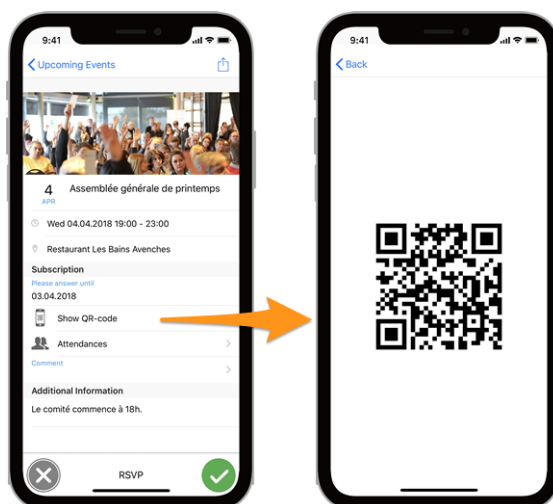 9:41
Upcoming Events
4
APR
Assemblée générale de printemps
Wed 04.04.2018 19:00 - 23:00
Restaurant Les Bains Avenches
Subscription
Please answer until
03.04.2018
Show QR-code
Attendances
Comment
Additional Information
Le comité commence à 18h.
RSVP
9:41
Back